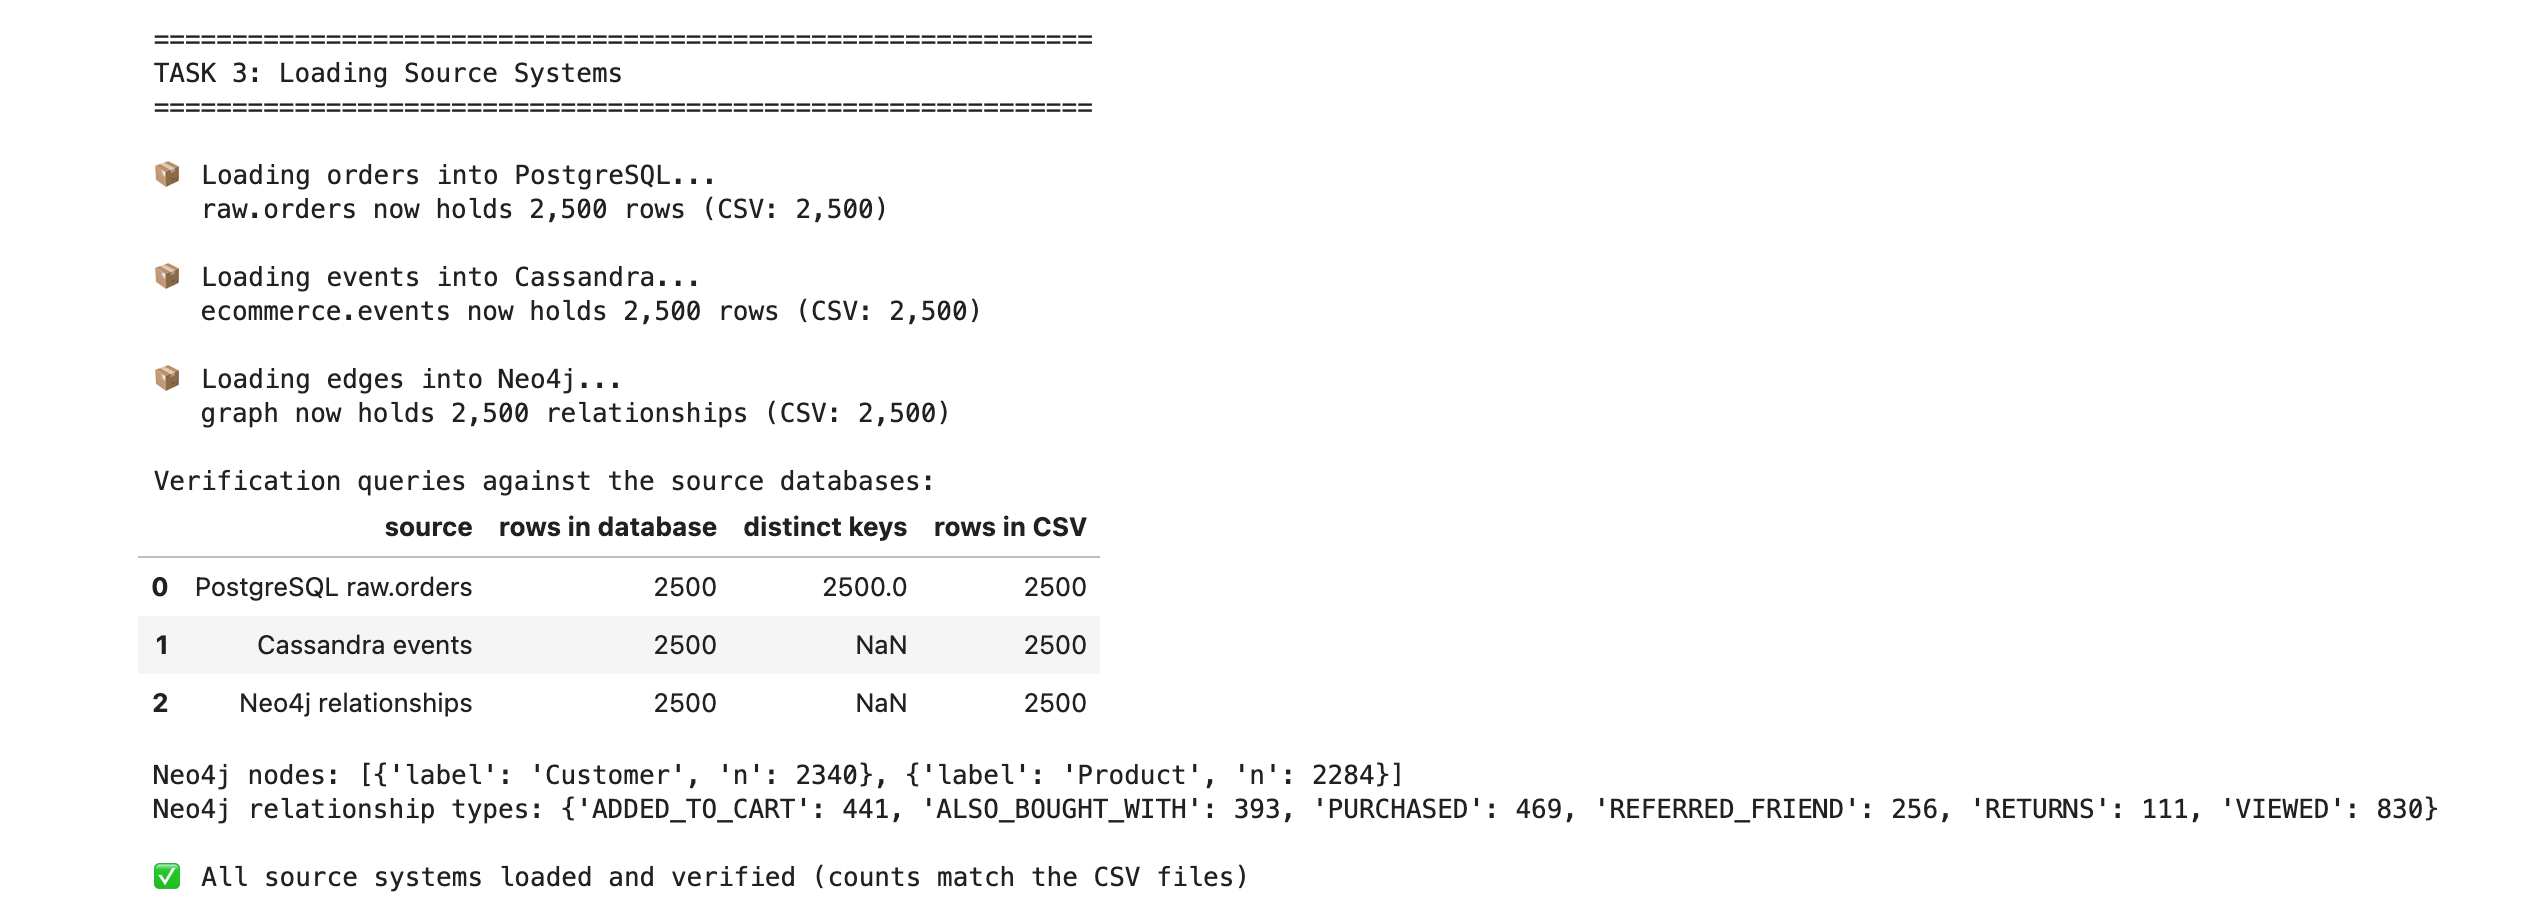 ============================================================
TASK 3: Loading Source Systems
============================================================
📦 Loading orders into PostgreSQL...
raw.orders now holds 2,500 rows (CSV: 2,500)
📦 Loading events into Cassandra...
ecommerce.events now holds 2,500 rows (CSV: 2,500)
📦 Loading edges into Neo4j...
graph now holds 2,500 relationships (CSV: 2,500)
Verification queries against the source databases:
source rows in database distinct keys rows in CSV
0 PostgreSQL raw.orders 2500 2500.0 2500
1 Cassandra events 2500 NaN 2500
2 Neo4j relationships 2500 NaN 2500
Neo4j nodes: [{'label': 'Customer', 'n': 2340}, {'label': 'Product', 'n': 2284}]
Neo4j relationship types: {'ADDED_TO_CART': 441, 'ALSO_BOUGHT_WITH': 393, 'PURCHASED': 469, 'REFERRED_FRIEND': 256, 'RETURNS': 111, 'VIEWED': 830}
✅ All source systems loaded and verified (counts match the CSV files)